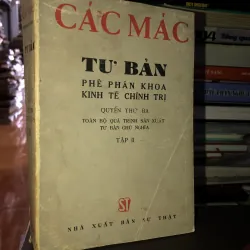 CÁC MÁC
TƯ BẢN
PHÊ PHÁN KHOA
KINH TẾ CHÍNH TRỊ
QUYỂN THỨ BA
TOÀN BỘ QUÁ TRÌNH SẢN XUẤT
TƯ BẢN CHỦ NGHĨA
TẬP II
ST
NHÀ XUẤT BẢN SỰ THẬT